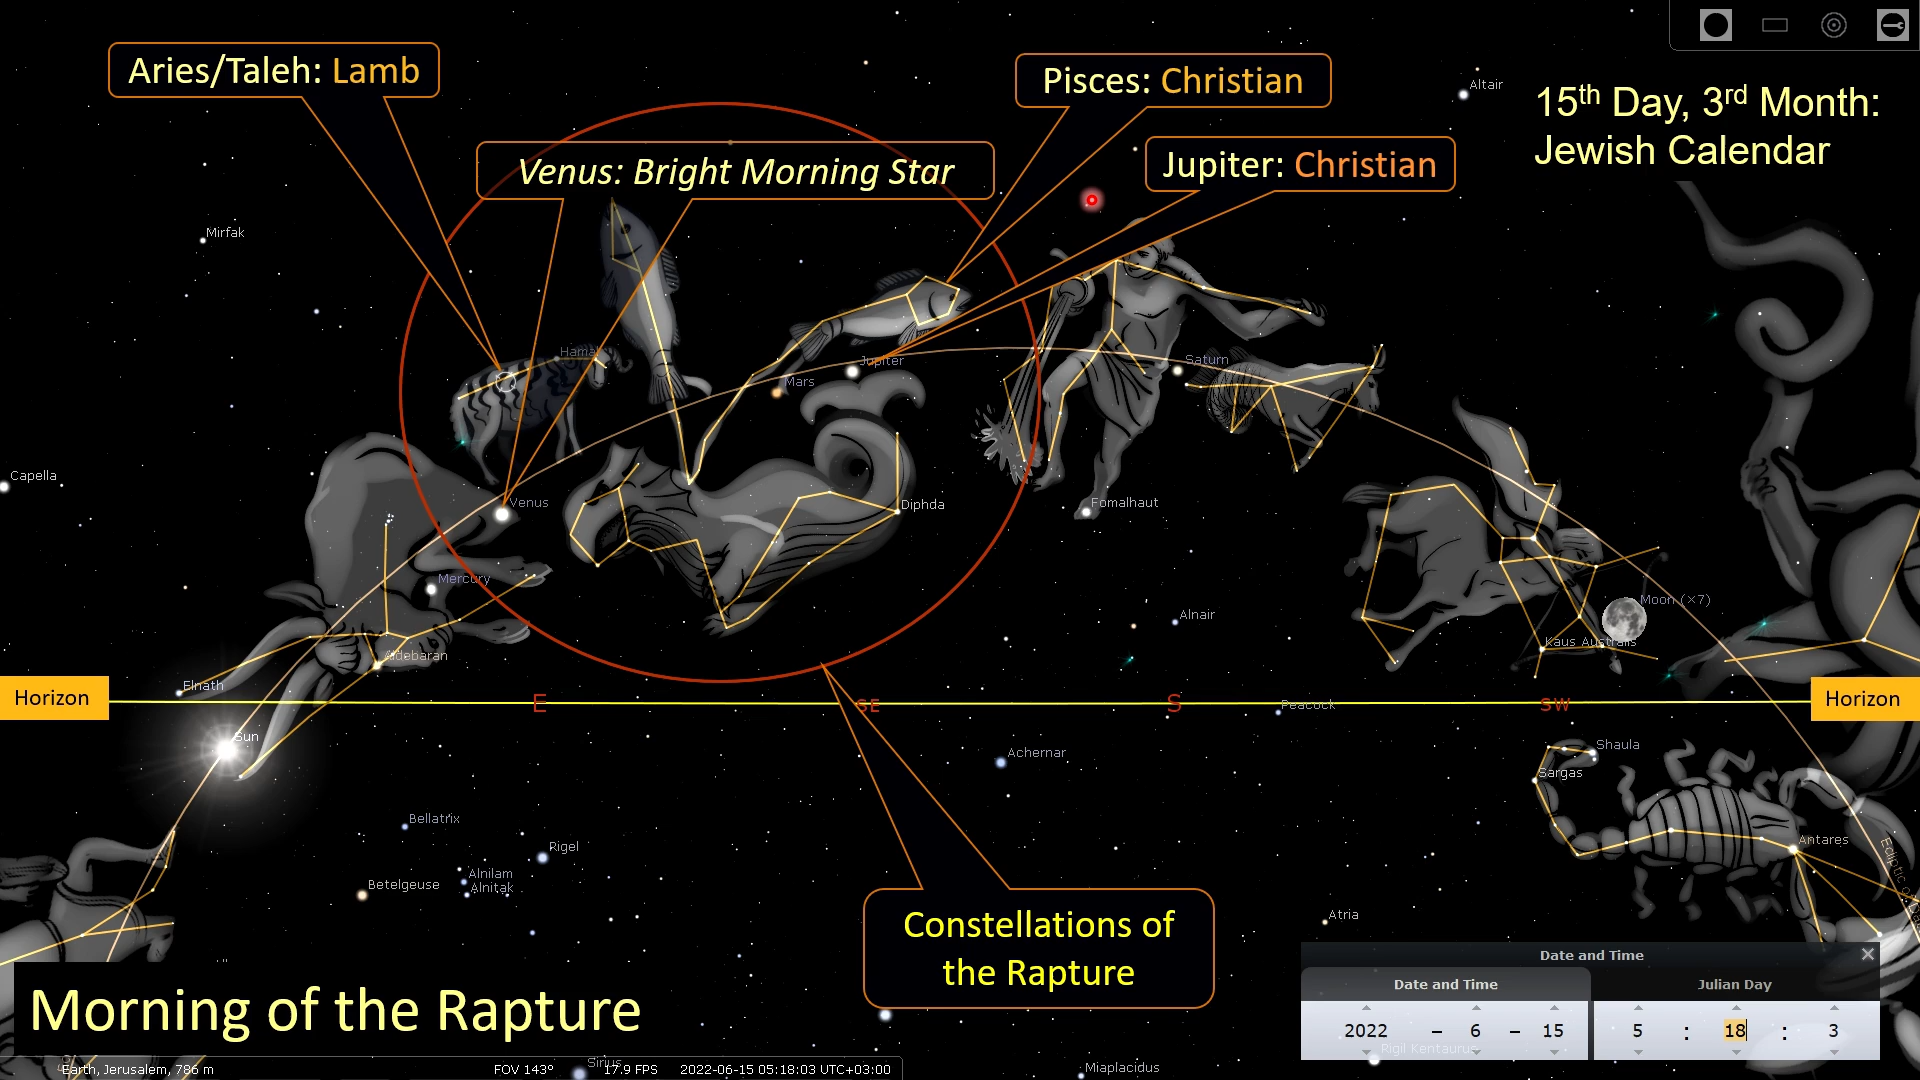 Aries/Taleh: Lamb
Pisces: Christian
15th Day, 3rd Month:
Jewish Calendar
Venus: Bright Morning Star
Jupiter: Christian
Altair
Mirfak
Hamal
Jupiter
Saturn
Mars
Capella
Venus
Diphda
Fomalhaut
Mercury
Moon (×7)
Alnair
Kaus Australis
Aldebaran
Elnath
Horizon
E
SE
S
Peacock
SW
Horizon
Sun
Achernar
Shaula
Sargas
Bellatrix
Rigel
Antares
Alnilam
Betelgeuse
Alnitak
Atria
Constellations of
the Rapture
Morning of the Rapture
Date and Time
Date and Time
Julian Day
2022 – 6 – 15
5 : 18 : 3
Rigil Kentaurus
Sirius
Miaplacidus
Earth, Jerusalem, 786 m
FOV 143°
17.9 FPS
2022-06-15 05:18:03 UTC+03:00